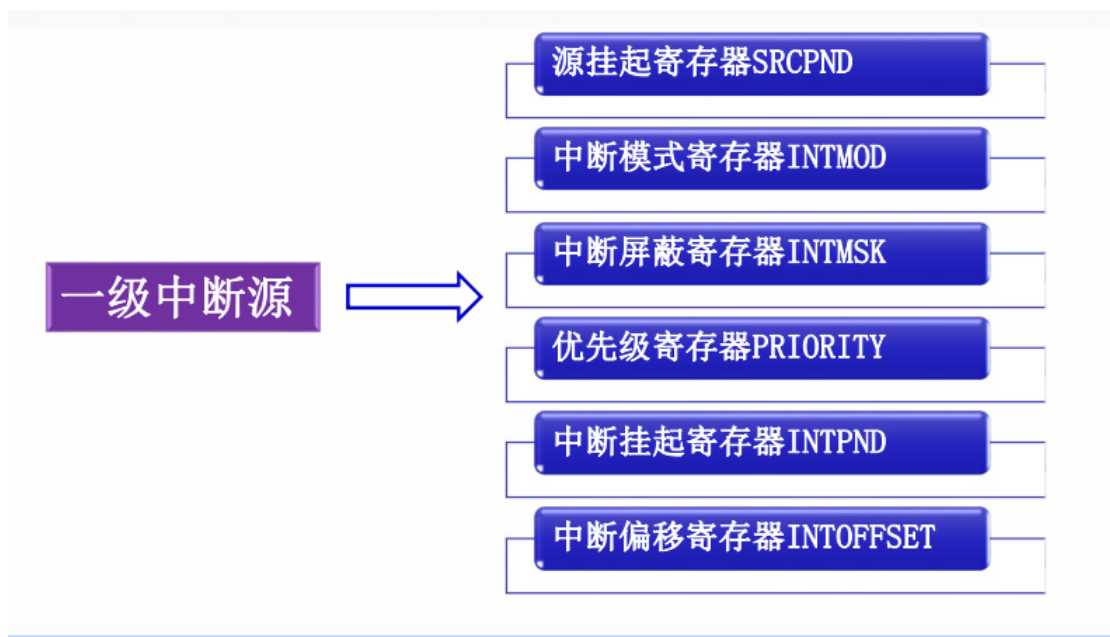 源挂起寄存器SRCPND
中断模式寄存器INTMOD
中断屏蔽寄存器INTMSK
一级中断源
优先级寄存器PRIORITY
中断挂起寄存器INTPND
中断偏移寄存器INTOFFSET